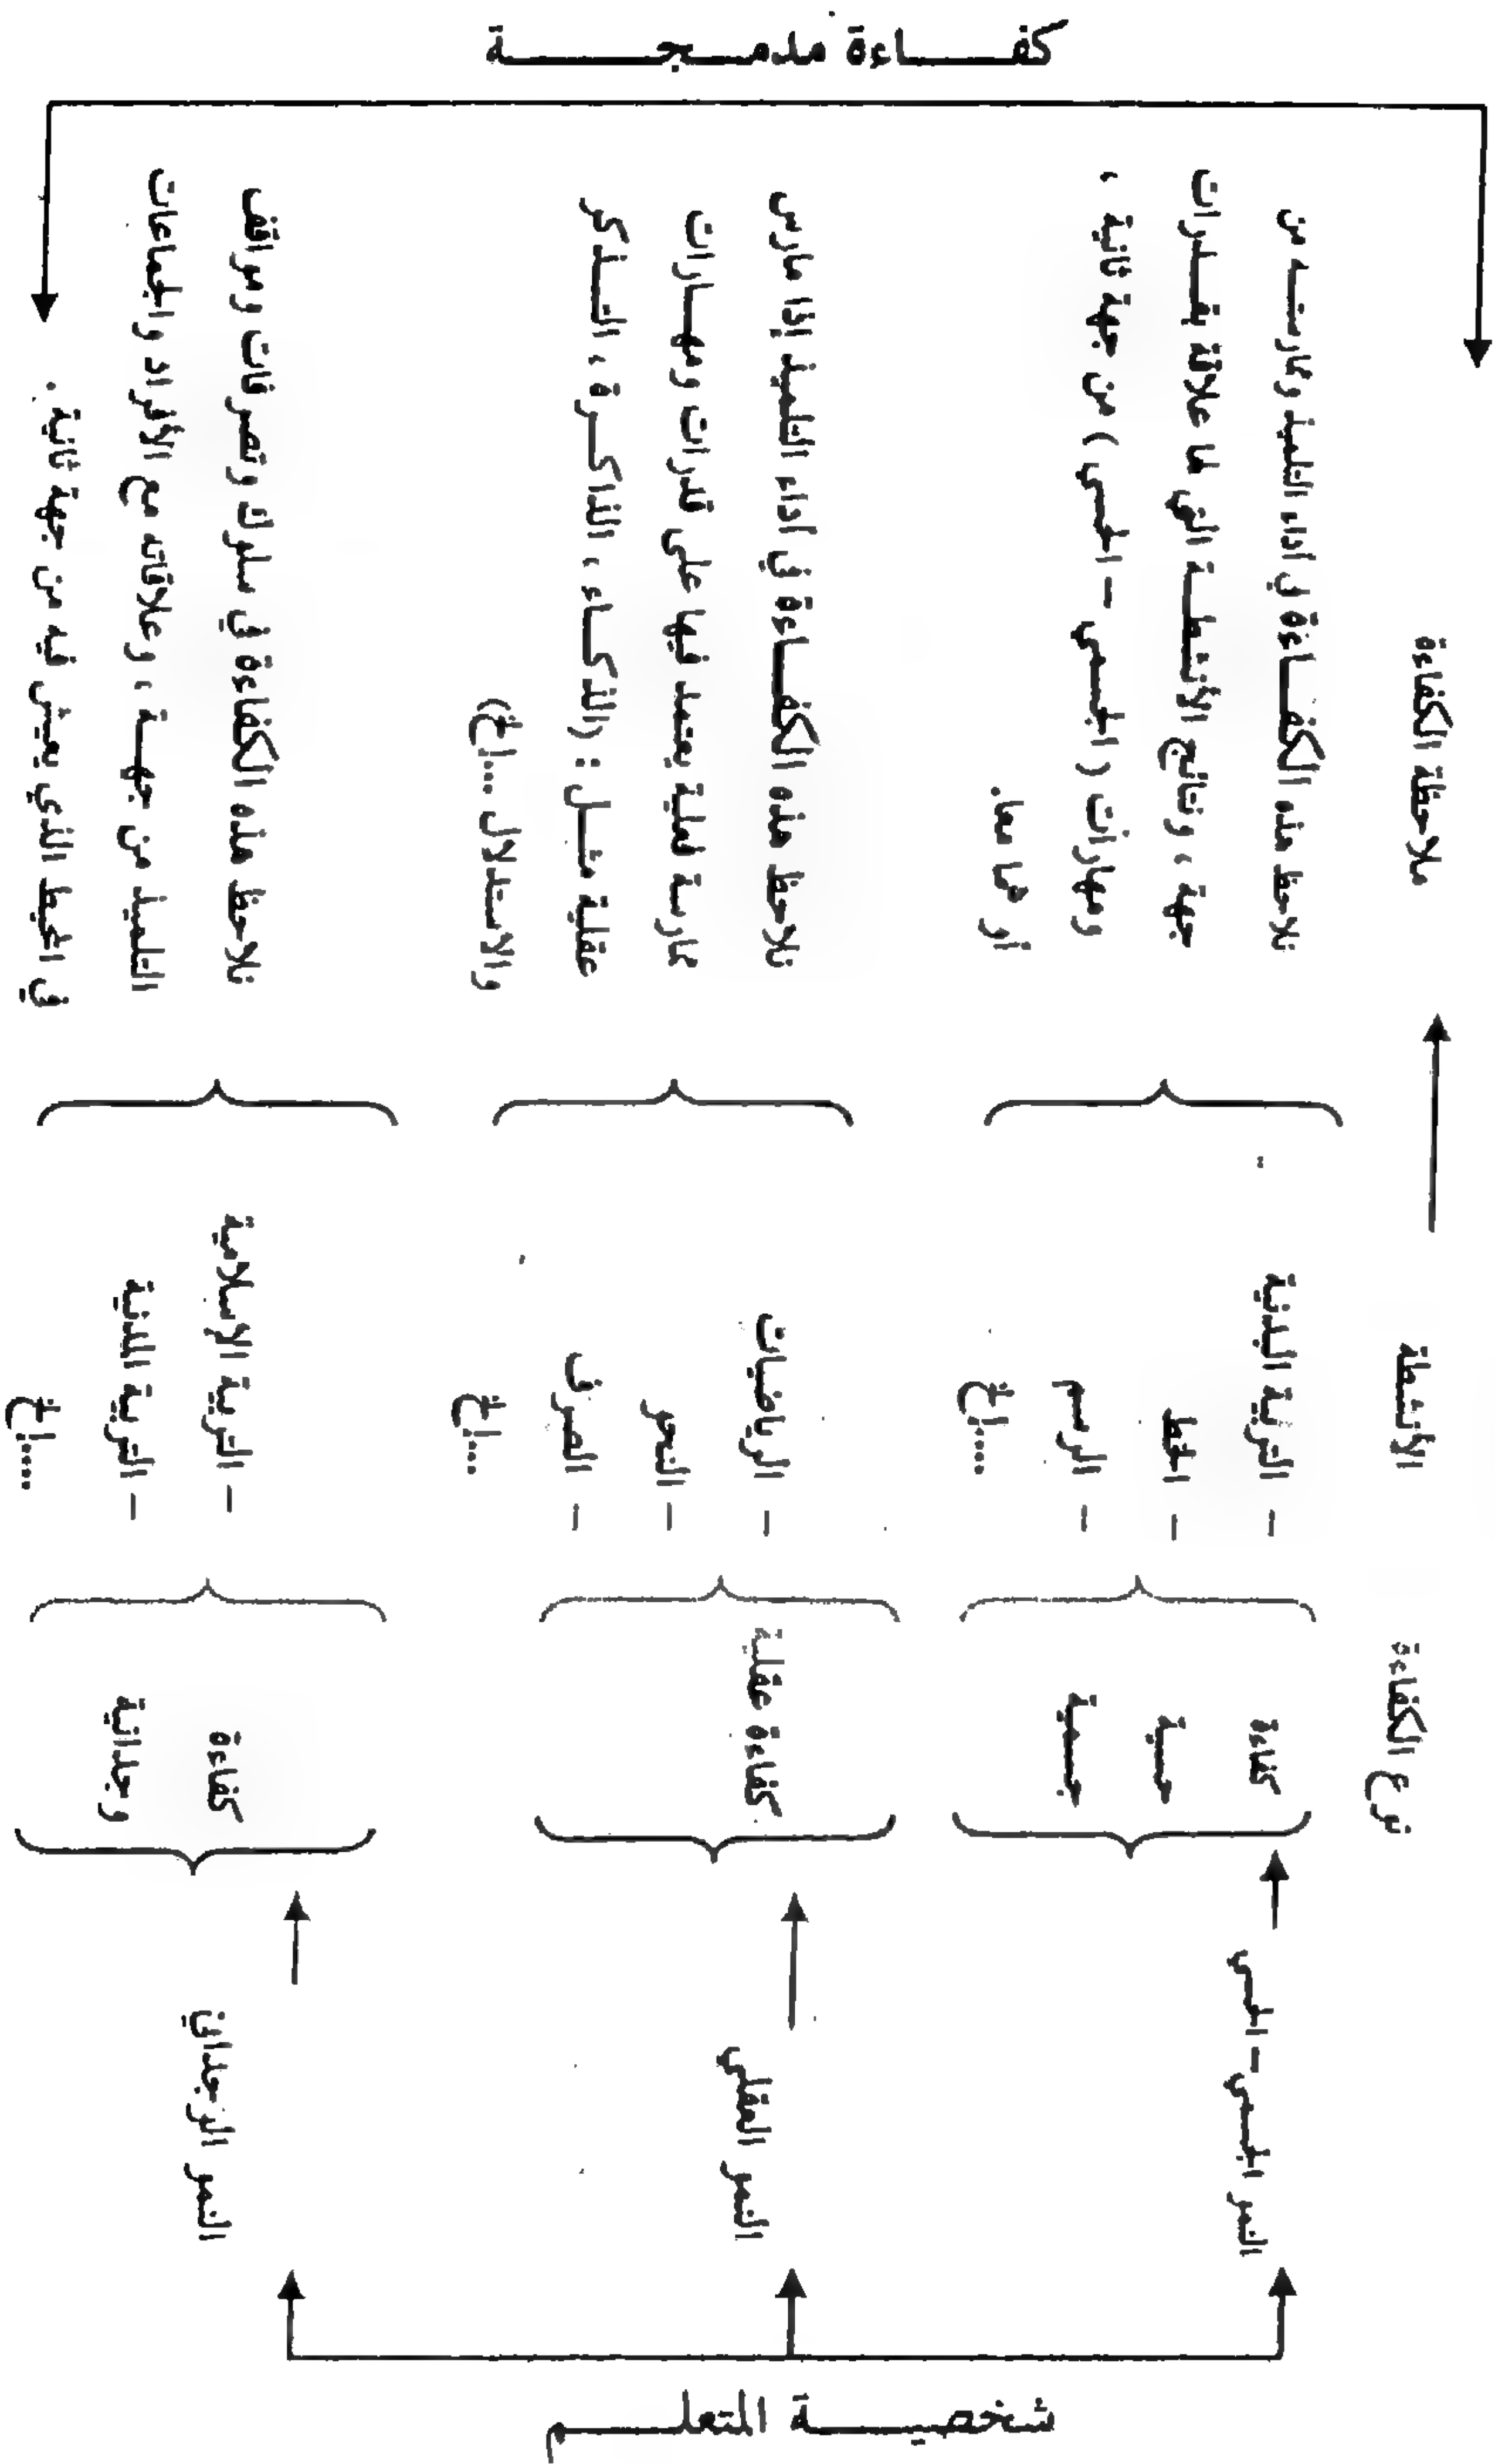 كفاءة مدمجة
ملاحظة الكفاءة
نلاحظ هذه الكفاءة في أداء التلميذ وممارسته من
جهة ، ونتائج الأنشطة التي لها علاقة بقدرات
ومهارات ( الجسمي – الحسي ) من جهة ثانية ،
أو هما معا.
نلاحظ هذه الكفاءة في أداء التلميذ إذا مارس
ممارسة فعلية يعتمد فيها على قدرات ومهارات
عقلية مثل : (الذكاء ، الذاكرة ، التذكر
والاستدلال ...إلخ)
نلاحظ هذه الكفاءة في سلوك وتصرفات ومواقف
التلميذ من جهة ، وعلاقاته مع الأفراد والجماعات
في المحيط الذي يعيش فيه من جهة ثانية .
الأنشطة
– التربية البدنية
– الخط
– الرسم
.....إلخ
– الرياضيات
– النحو
– الصرف
....إلخ
– التربية الإسلامية
– التربية المدنية
.....إلخ
نوع الكفاءة
كفاءة
حسية
جسمية
كفاءة عقلية
كفاءة
وجدانية
النمو الجسمي – الحسي
النمو العقلي
النمو الوجداني
شخصية المتعلم